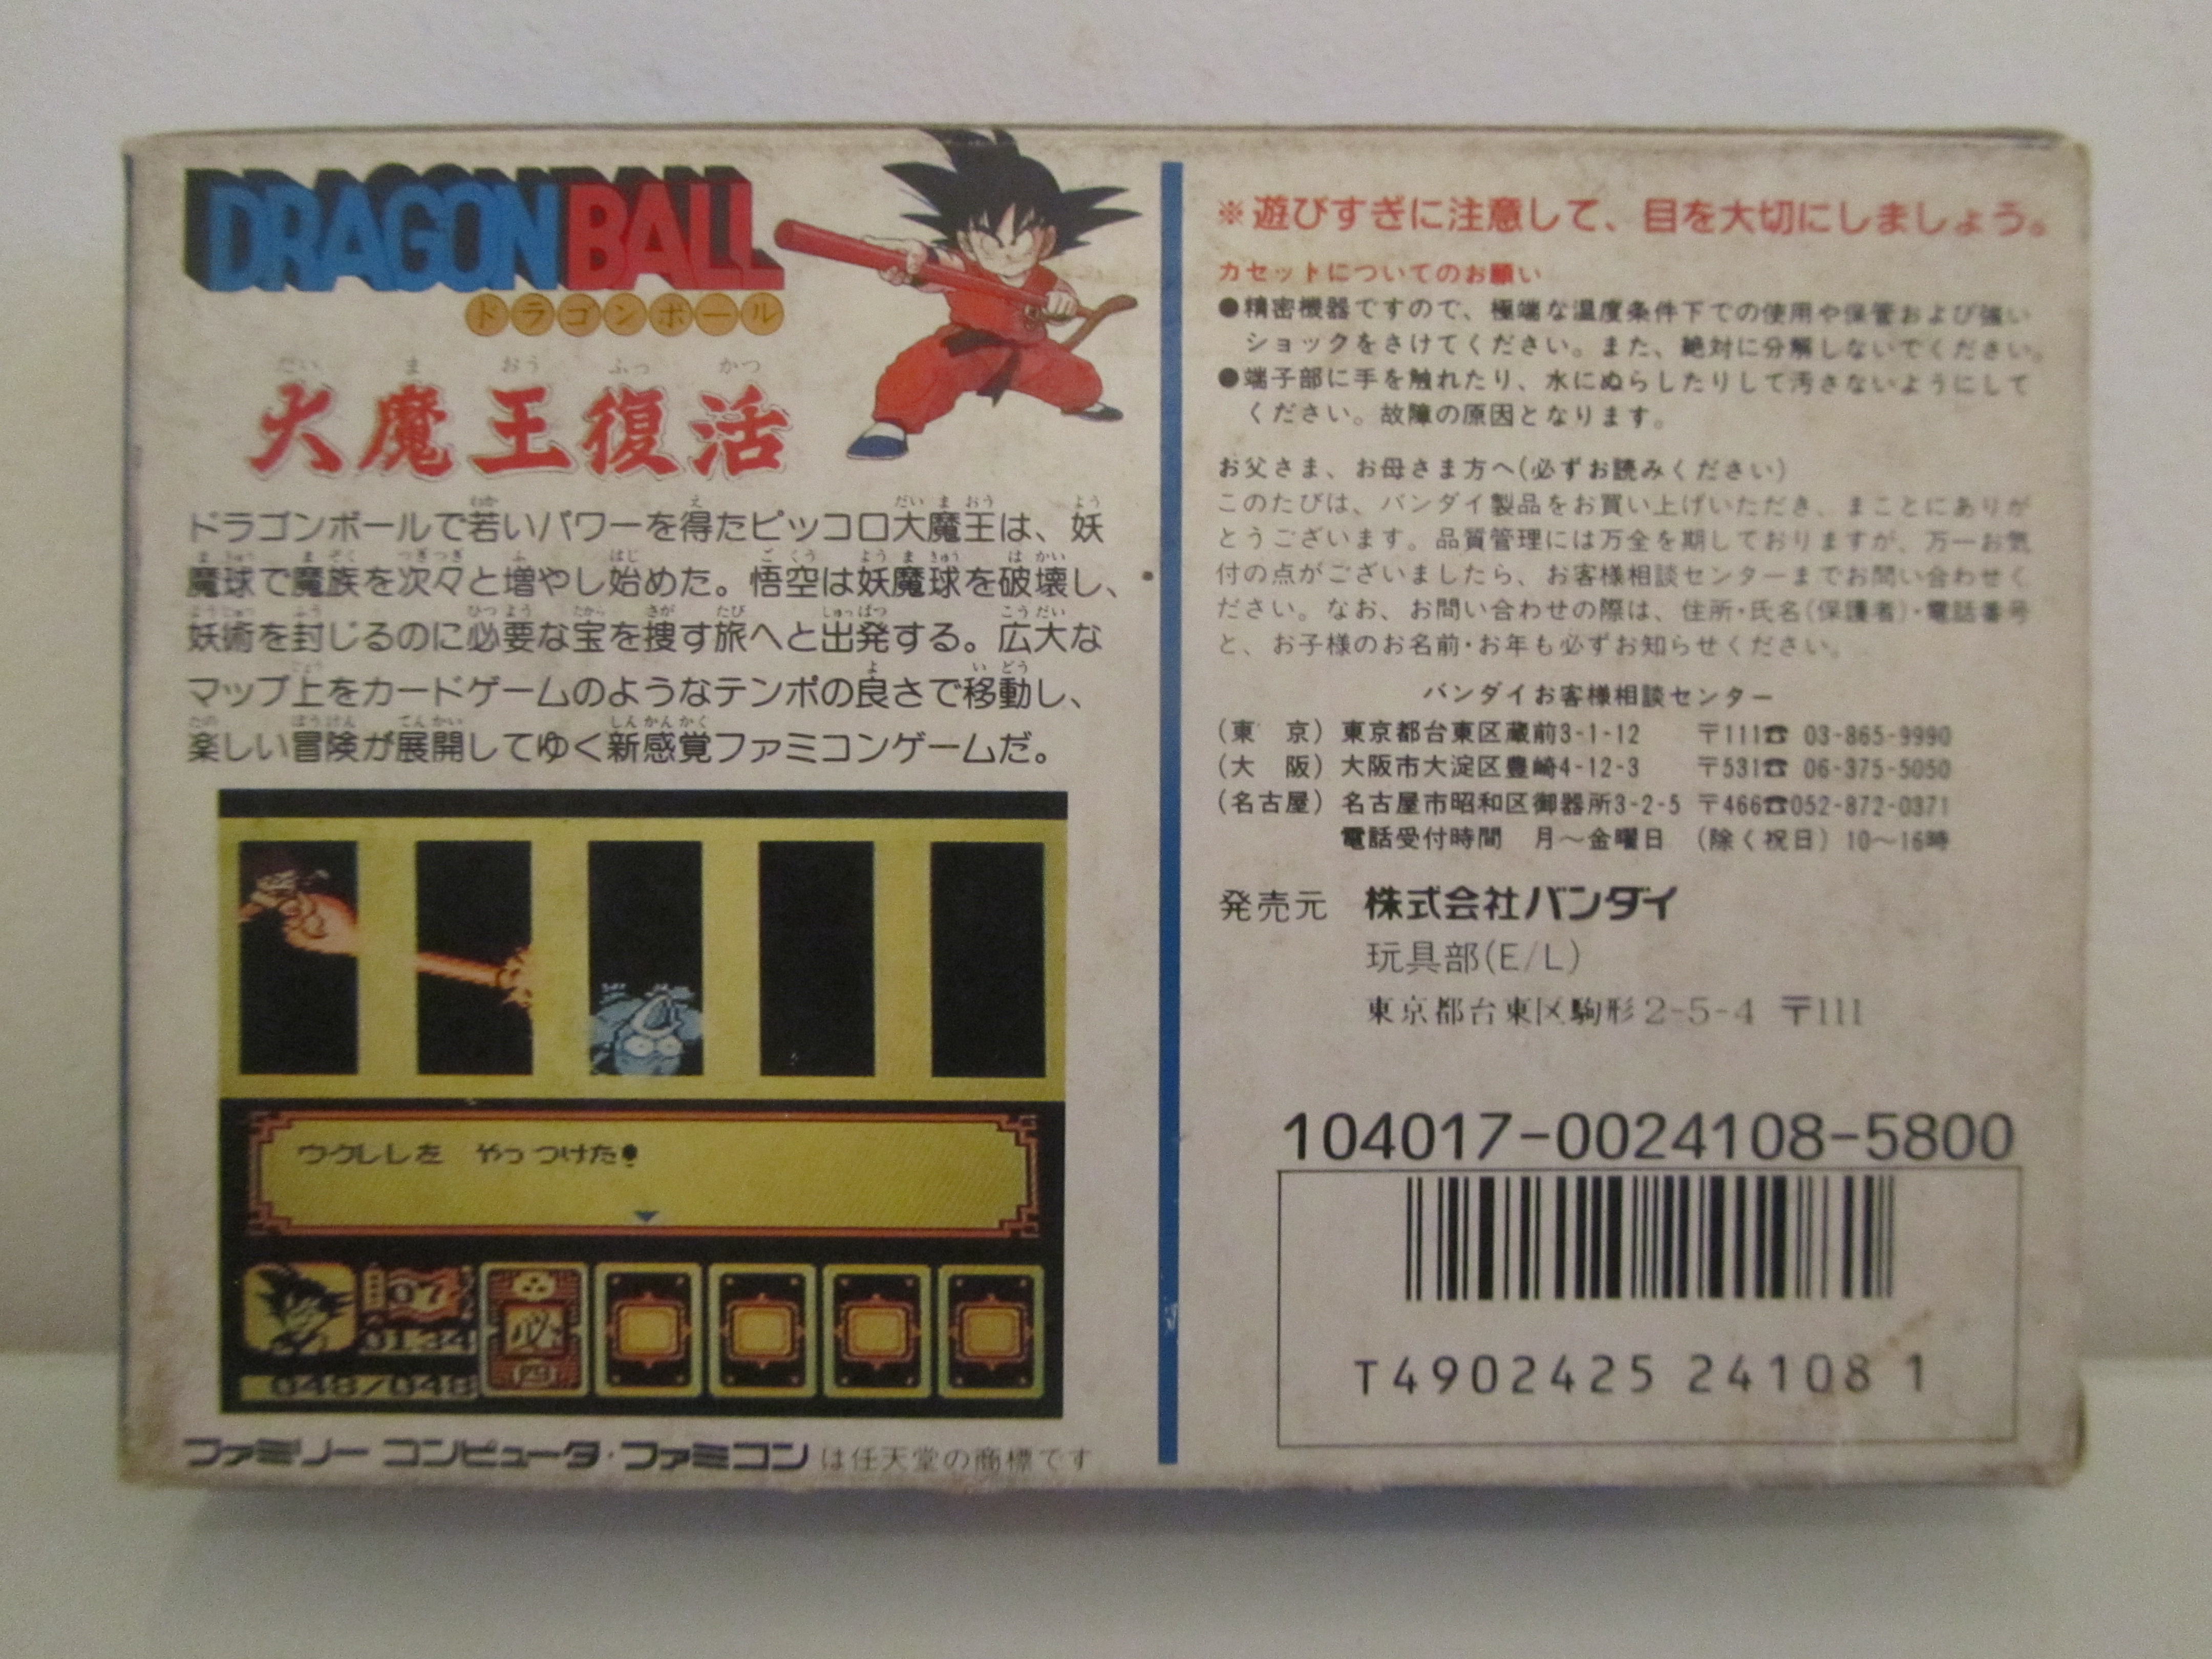 DRAGON BALL
ドラゴンボール
だい ま おう ふっ かつ
大魔王復活
ドラゴンボールで若いパワーを得たピッコロ大魔王は、妖
魔球で魔族を次々と増やし始めた。悟空は妖魔球を破壊し、
妖術を封じるのに必要な宝を捜す旅へと出発する。広大な
マップ上をカードゲームのようなテンポの良さで移動し、
楽しい冒険が展開してゆく新感覚ファミコンゲームだ。
ウクレレを やっつけた!
07
0134
必
四
048/048
ファミリー コンピュータ・ファミコンは任天堂の商標です
※遊びすぎに注意して、目を大切にしましょう。
カセットについてのお願い
●精密機器ですので、極端な温度条件下での使用や保管および強い
ショックをさけてください。また、絶対に分解しないでください。
●端子部に手を触れたり、水にぬらしたりして汚さないようにして
ください。故障の原因となります。
お父さま、お母さま方へ(必ずお読みください)
このたびは、バンダイ製品をお買い上げいただき、まことにありが
とうございます。品質管理には万全を期しておりますが、万一お気
付の点がございましたら、お客様相談センターまでお問い合わせく
ださい。なお、お問い合わせの際は、住所・氏名(保護者)・電話番号
と、お子様のお名前・お年も必ずお知らせください。
バンダイお客様相談センター
(東 京) 東京都台東区蔵前3-1-12 〒111☎ 03-865-9990
(大 阪) 大阪市大淀区豊崎4-12-3 〒531☎ 06-375-5050
(名古屋) 名古屋市昭和区御器所3-2-5 〒466☎052-872-0371
電話受付時間 月〜金曜日 (除く祝日) 10〜16時
発売元 株式会社バンダイ
玩具部(E/L)
東京都台東区駒形2-5-4 〒111
104017-0024108-5800
T4902425 241081